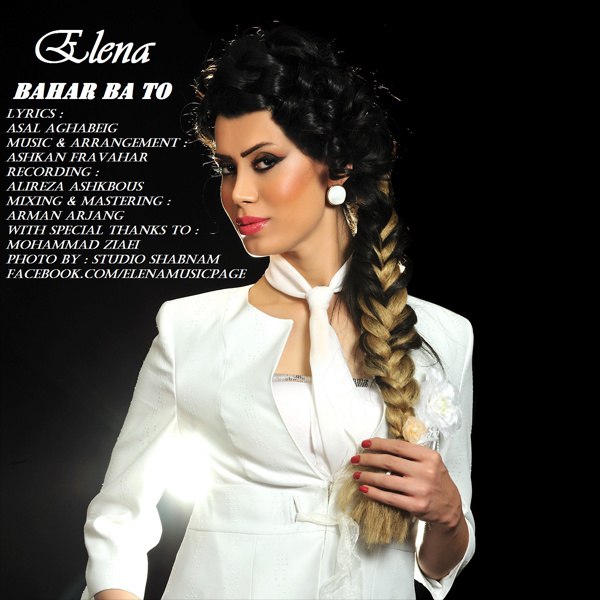 Elena
BAHAR BA TO
LYRICS :
ASAL AGHABEIG
MUSIC & ARRANGEMENT :
ASHKAN FRAVAHAR
RECORDING :
ALIREZA ASHKBOUS
MIXING & MASTERING :
ARMAN ARJANG
WITH SPECIAL THANKS TO :
MOHAMMAD ZIAEI
PHOTO BY : STUDIO SHABNAM
FACEBOOK.COM/ELENAMUSICPAGE